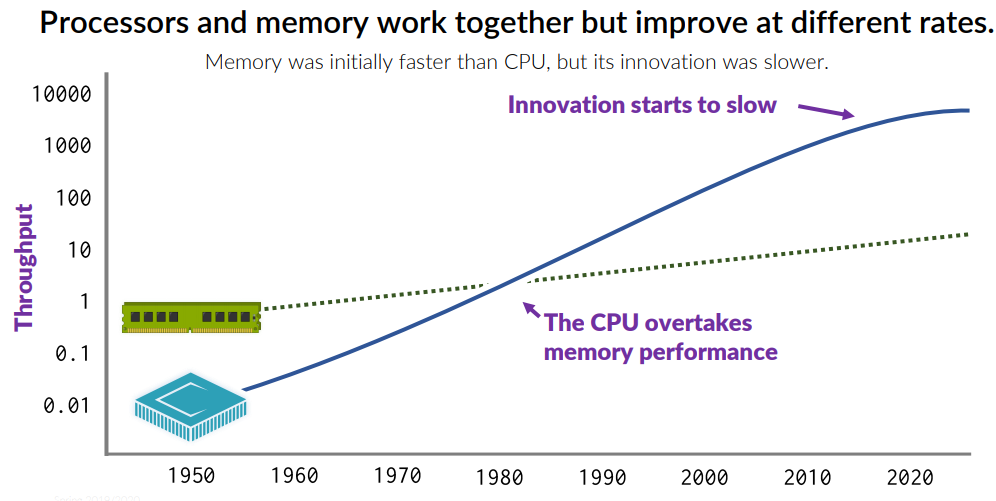 Processors and memory work together but improve at different rates.
Memory was initially faster than CPU, but its innovation was slower.
Throughput
10000
1000
100
10
1
0.1
0.01
Innovation starts to slow
The CPU overtakes
memory performance
1950 1960 1970 1980 1990 2000 2010 2020